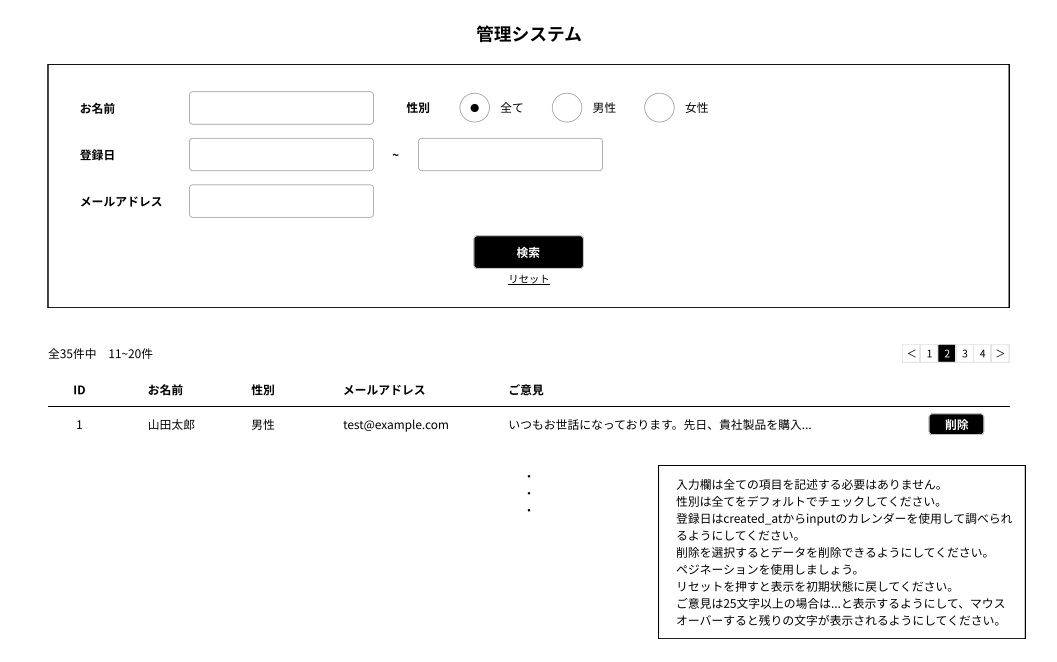 管理システム
お名前 性別 全て 男性 女性
登録日 ~
メールアドレス
検索
リセット
全35件中 11~20件 < 1 2 3 4 >
ID お名前 性別 メールアドレス ご意見
1 山田太郎 男性 test@example.com いつもお世話になっております。先日、貴社製品を購入... 削除
入力欄は全ての項目を記述する必要はありません。
性別は全てをデフォルトでチェックしてください。
登録日はcreated_atからinputのカレンダーを使用して調べられ
るようにしてください。
削除を選択するとデータを削除できるようにしてください。
ページネーションを使用しましょう。
リセットを押すと表示を初期状態に戻してください。
ご意見は25文字以上の場合は...と表示するようにして、マウス
オーバーすると残りの文字が表示されるようにしてください。